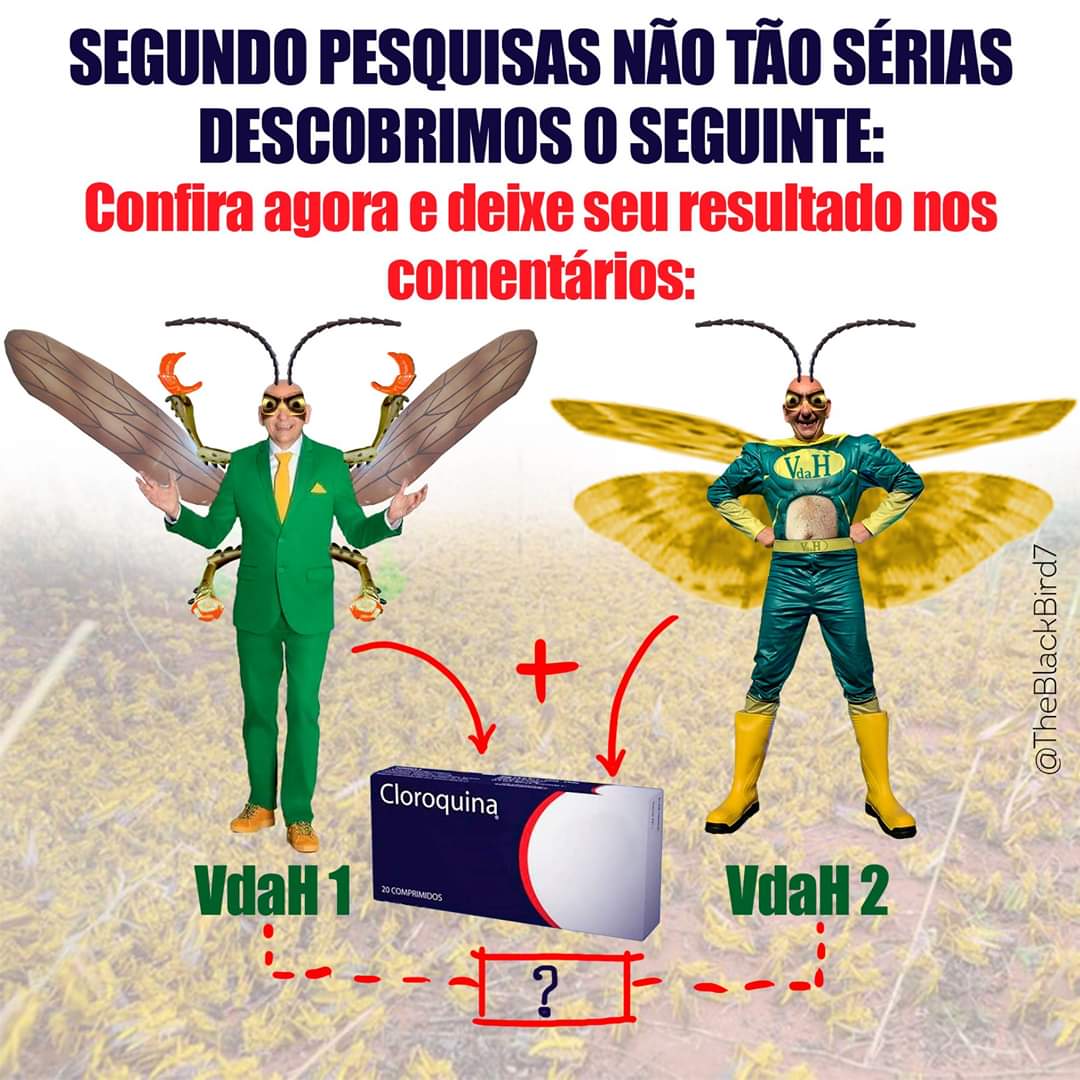 SEGUNDO PESQUISAS NÃO TÃO SÉRIAS
DESCOBRIMOS O SEGUINTE:
Confira agora e deixe seu resultado nos
comentários:
VdaH
VdaH
@TheBlackBird7
+
Cloroquina®
20 COMPRIMIDOS
VdaH 1
VdaH 2
?